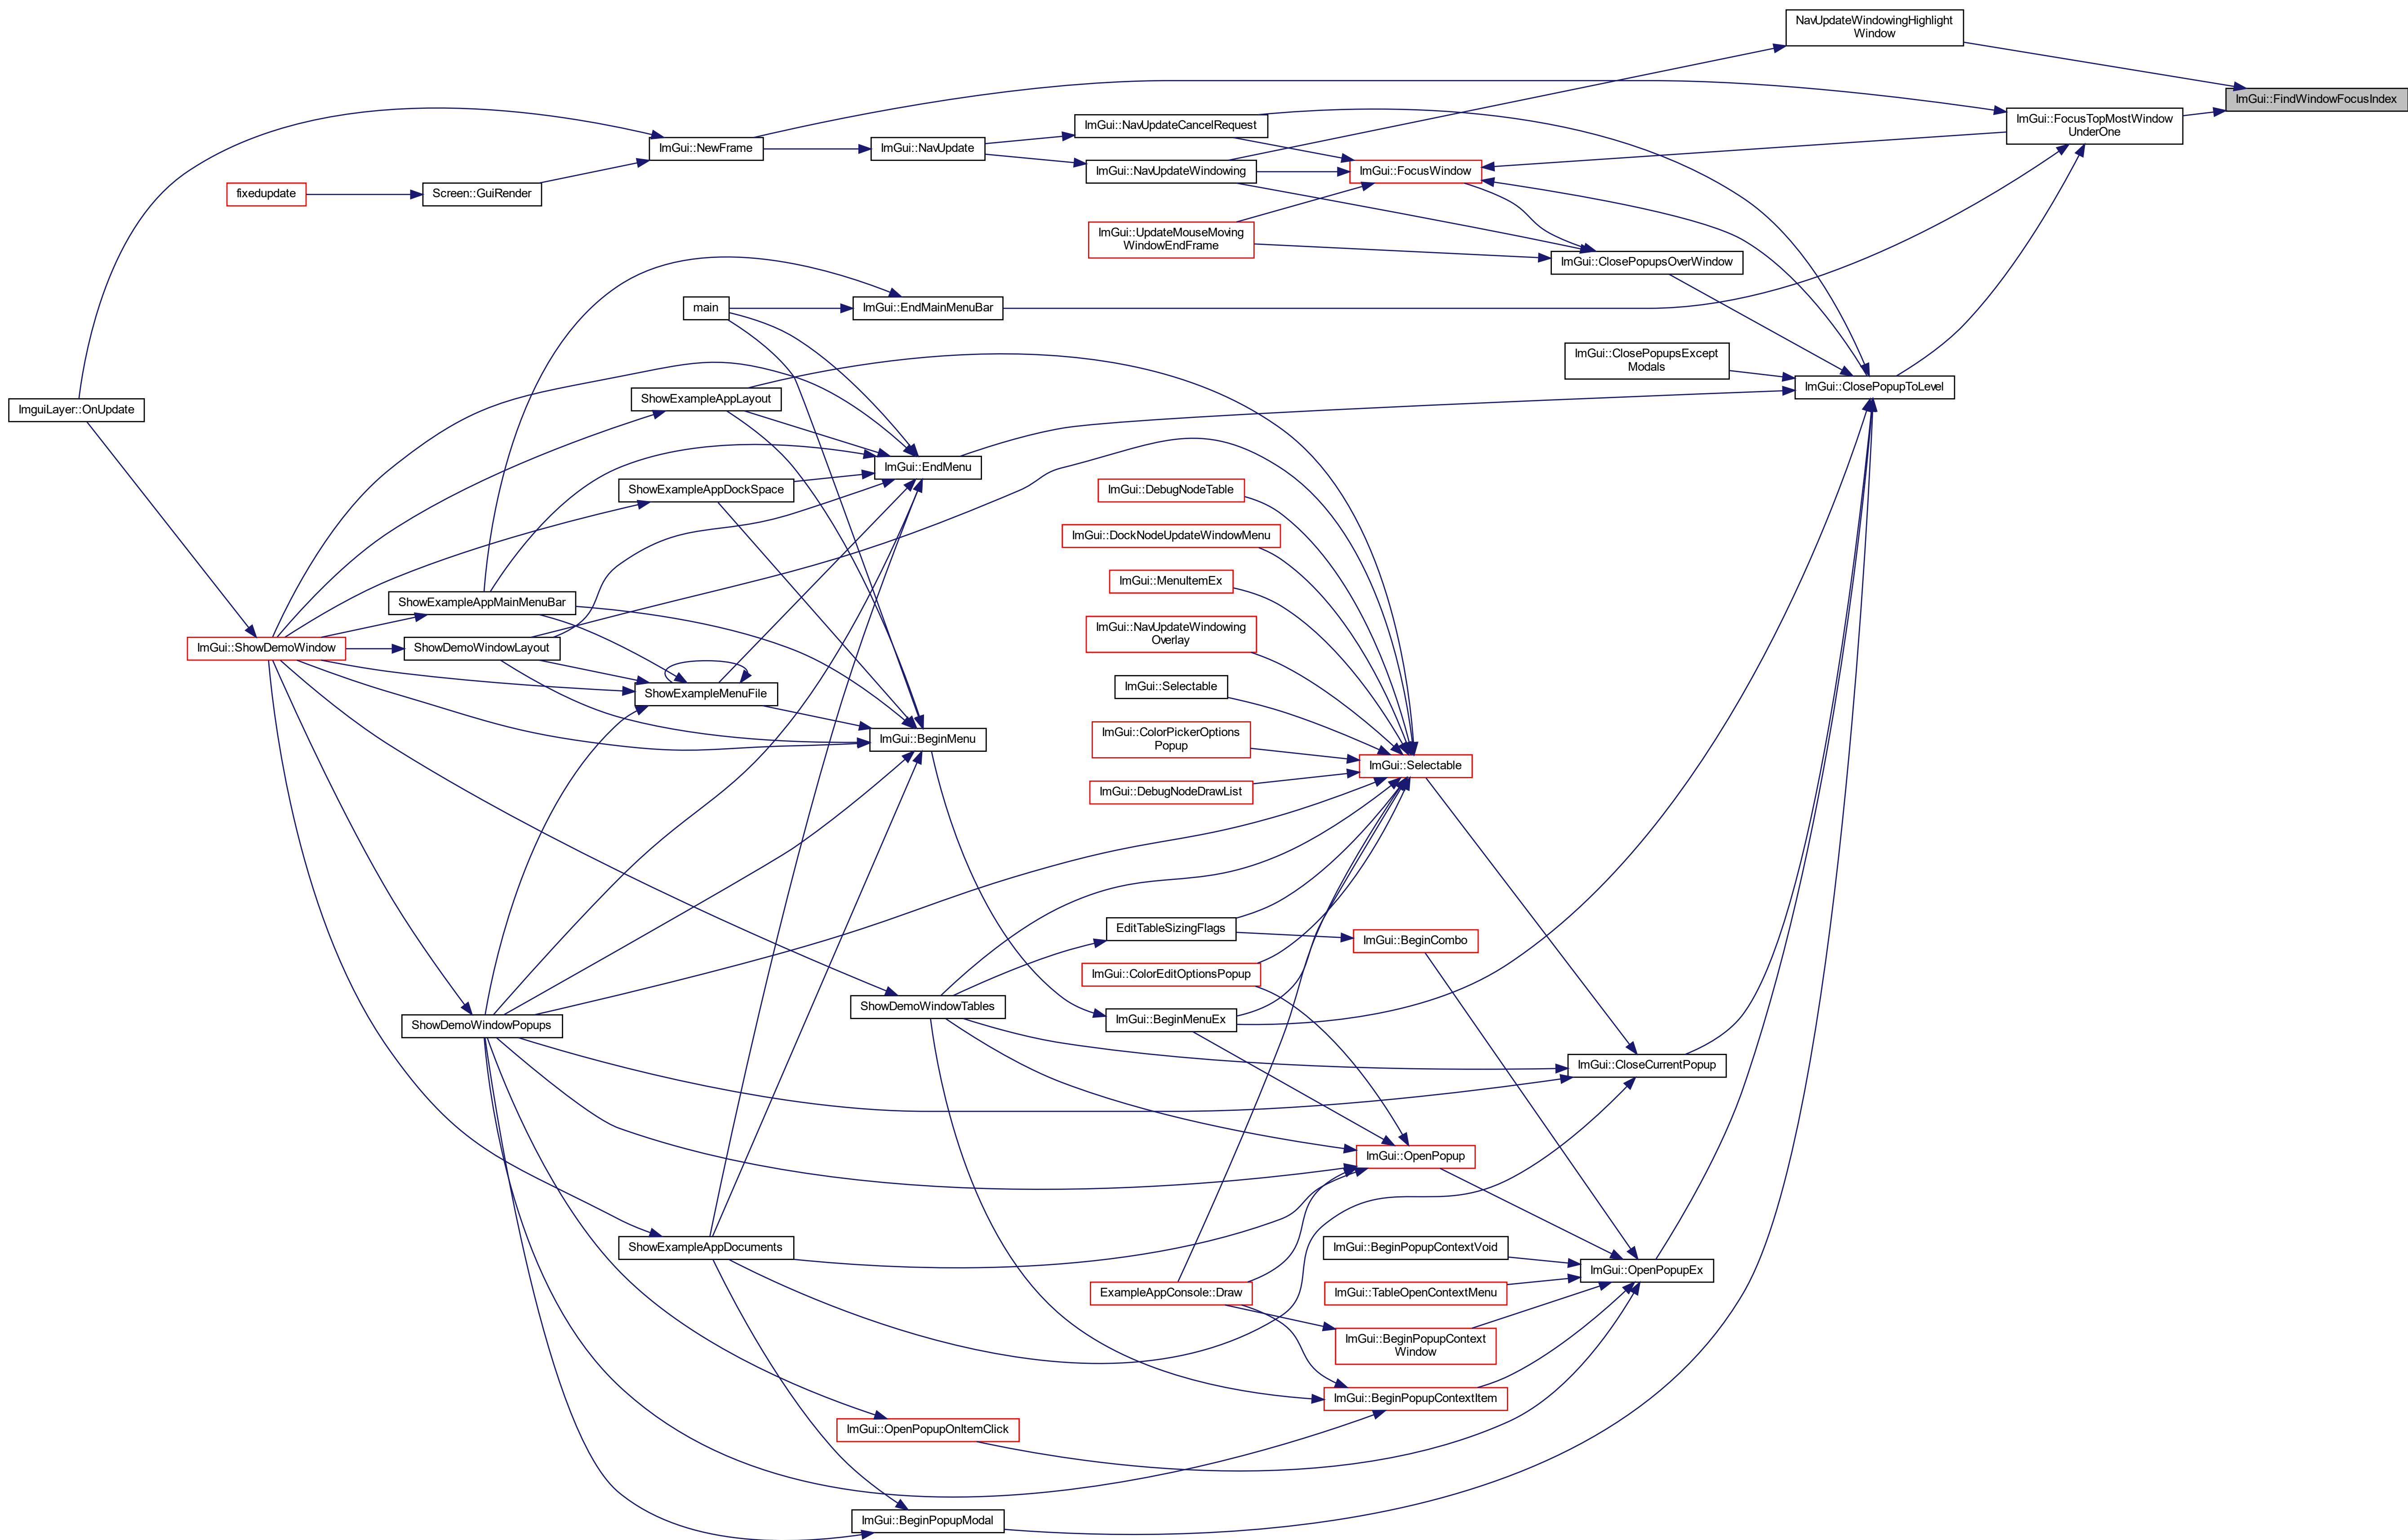 NavUpdateWindowingHighlight
Window
ImGui::FindWindowFocusIndex
ImGui::FocusTopMostWindow
UnderOne
ImGui::NavUpdateCancelRequest
ImGui::NewFrame
ImGui::NavUpdate
ImGui::NavUpdateWindowing
ImGui::FocusWindow
fixedupdate
Screen::GuiRender
ImGui::UpdateMouseMoving
WindowEndFrame
ImGui::ClosePopupsOverWindow
main
ImGui::EndMainMenuBar
ImGui::ClosePopupsExcept
Modals
ImGui::ClosePopupToLevel
ImguiLayer::OnUpdate
ShowExampleAppLayout
ImGui::EndMenu
ShowExampleAppDockSpace
ImGui::DebugNodeTable
ImGui::DockNodeUpdateWindowMenu
ImGui::MenuItemEx
ShowExampleAppMainMenuBar
ImGui::NavUpdateWindowing
Overlay
ImGui::ShowDemoWindow
ShowDemoWindowLayout
ShowExampleMenuFile
ImGui::Selectable
ImGui::BeginMenu
ImGui::ColorPickerOptions
Popup
ImGui::Selectable
ImGui::DebugNodeDrawList
EditTableSizingFlags
ImGui::BeginCombo
ImGui::ColorEditOptionsPopup
ShowDemoWindowTables
ShowDemoWindowPopups
ImGui::BeginMenuEx
ImGui::CloseCurrentPopup
ImGui::OpenPopup
ShowExampleAppDocuments
ImGui::BeginPopupContextVoid
ImGui::OpenPopupEx
ExampleAppConsole::Draw
ImGui::TableOpenContextMenu
ImGui::BeginPopupContext
Window
ImGui::BeginPopupContextItem
ImGui::OpenPopupOnItemClick
ImGui::BeginPopupModal